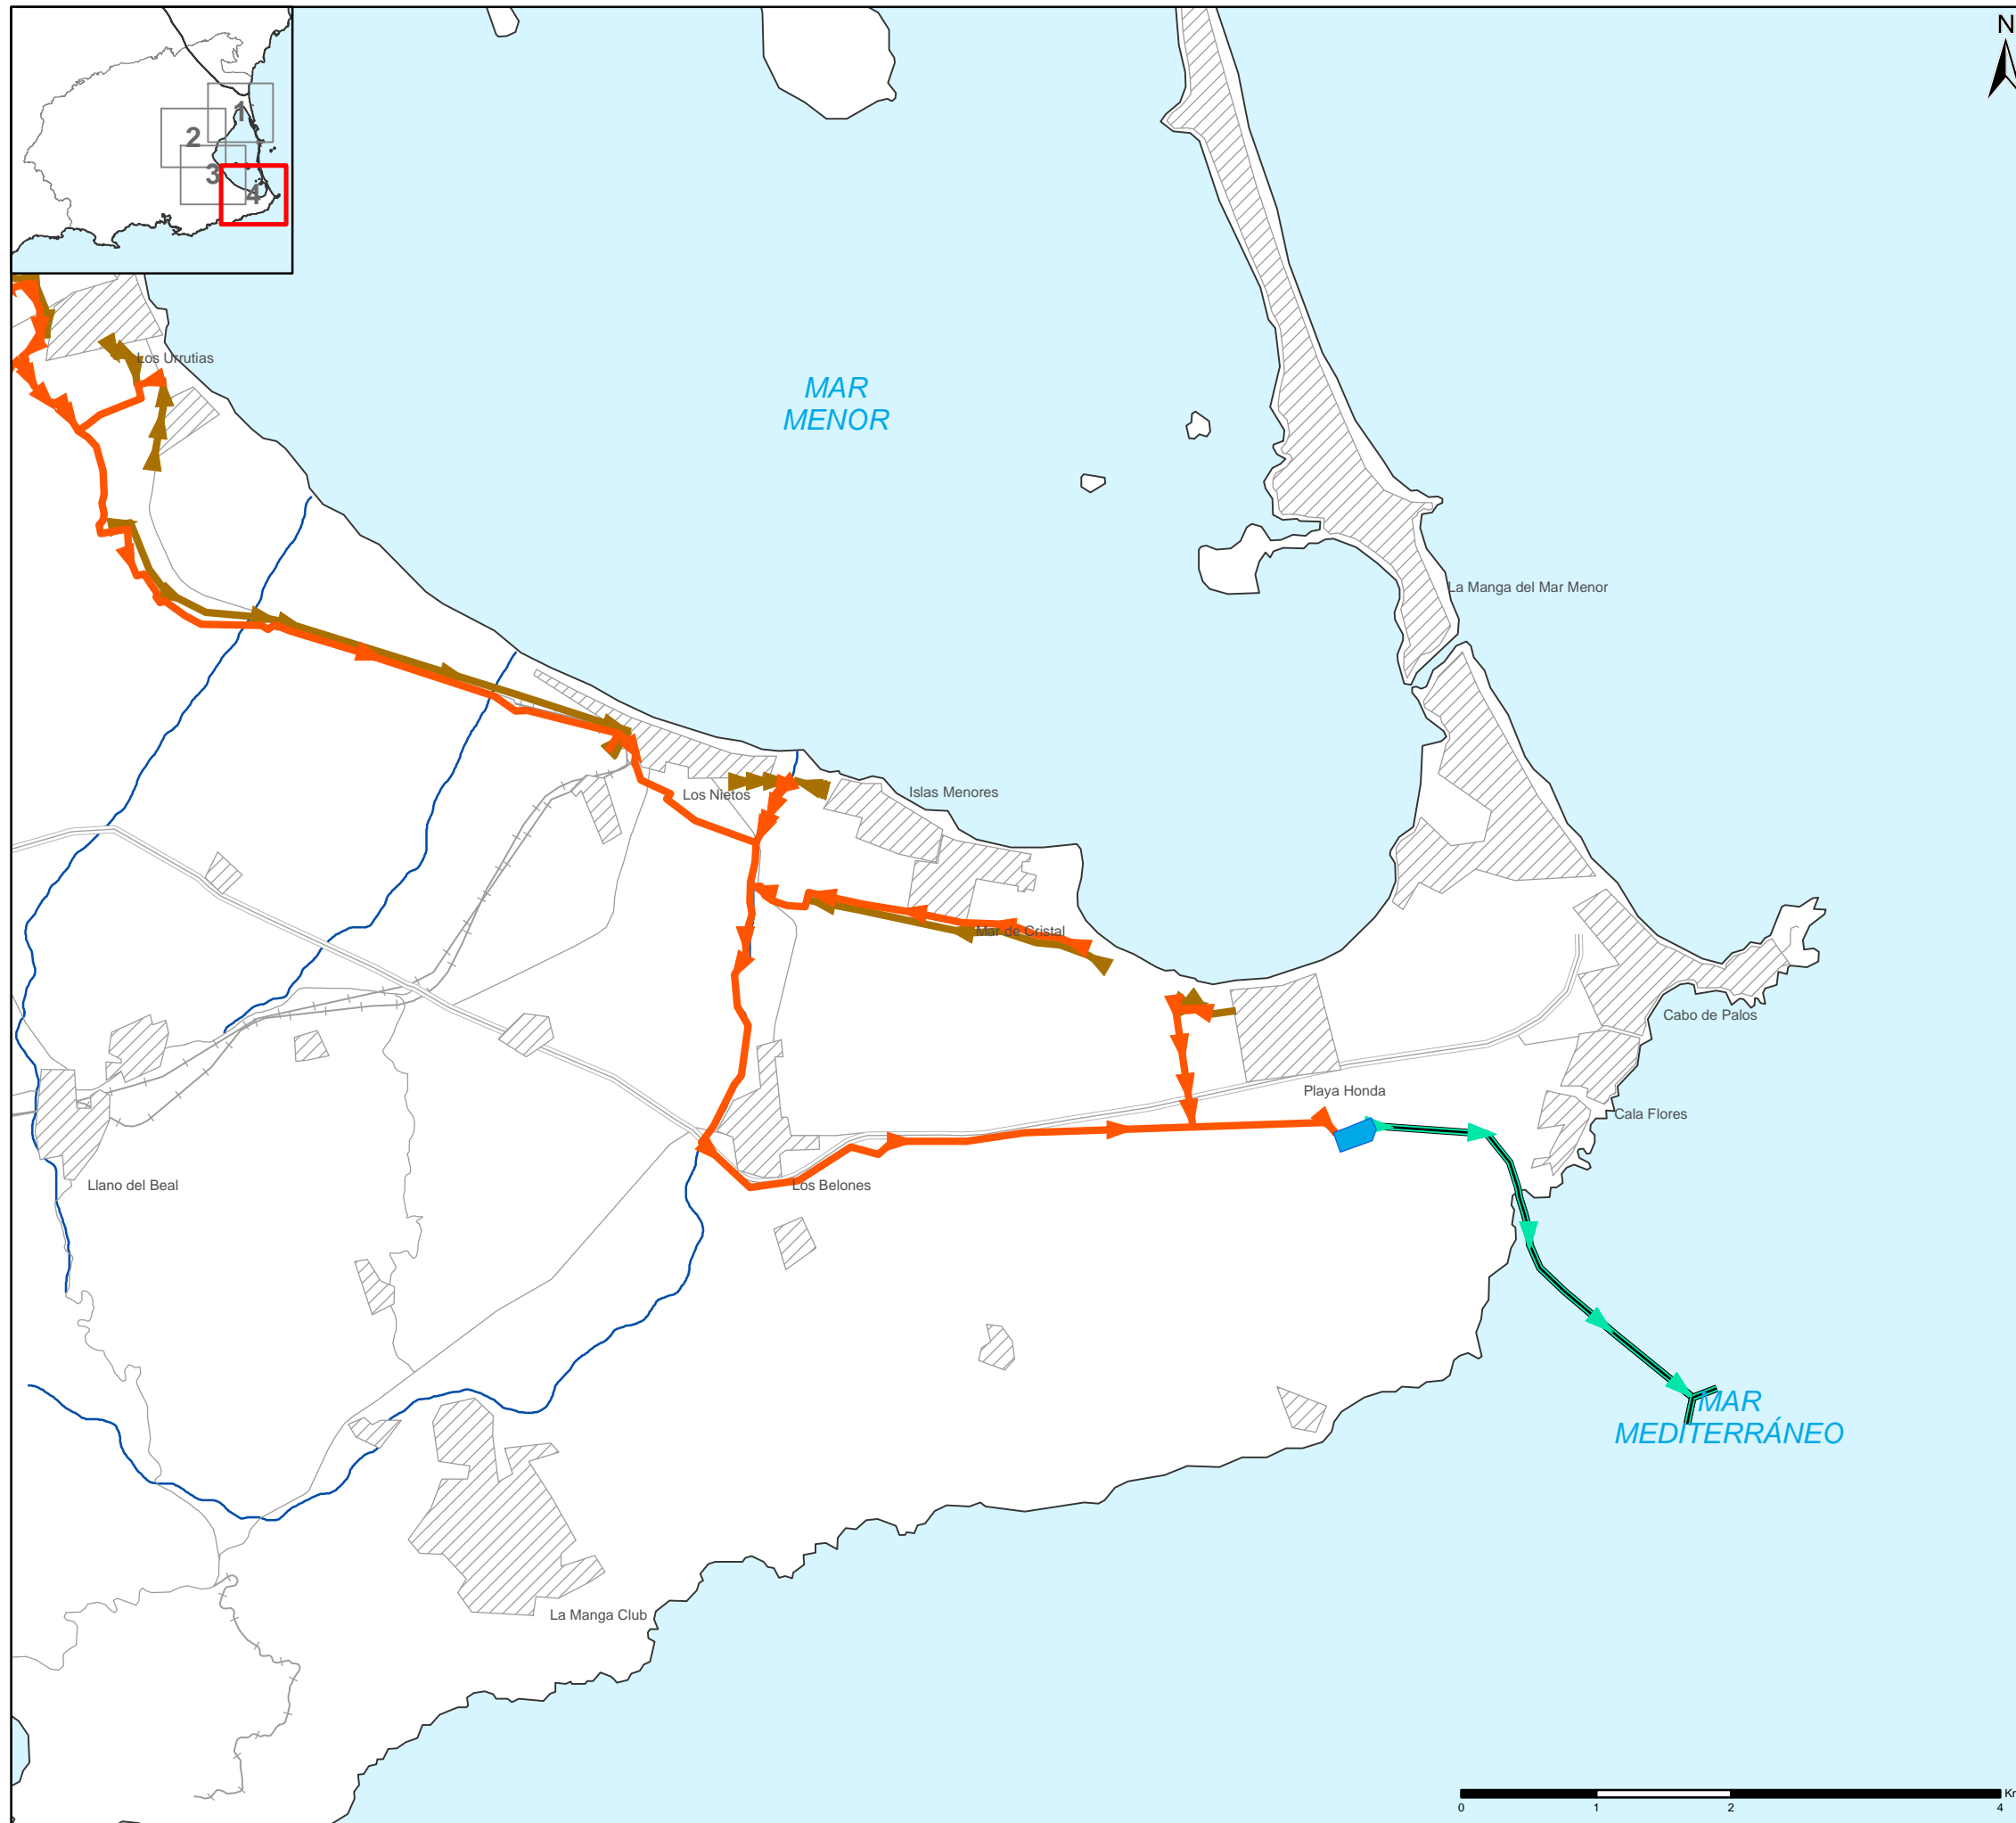 N
1
2
3
4
Los Urrutias
MAR
MENOR
La Manga del Mar Menor
Los Nietos
Islas Menores
Mar de Cristal
Cabo de Palos
Playa Honda
Cala Flores
Llano del Beal
Los Belones
MAR
MEDITERRÁNEO
La Manga Club
0 1 2 4